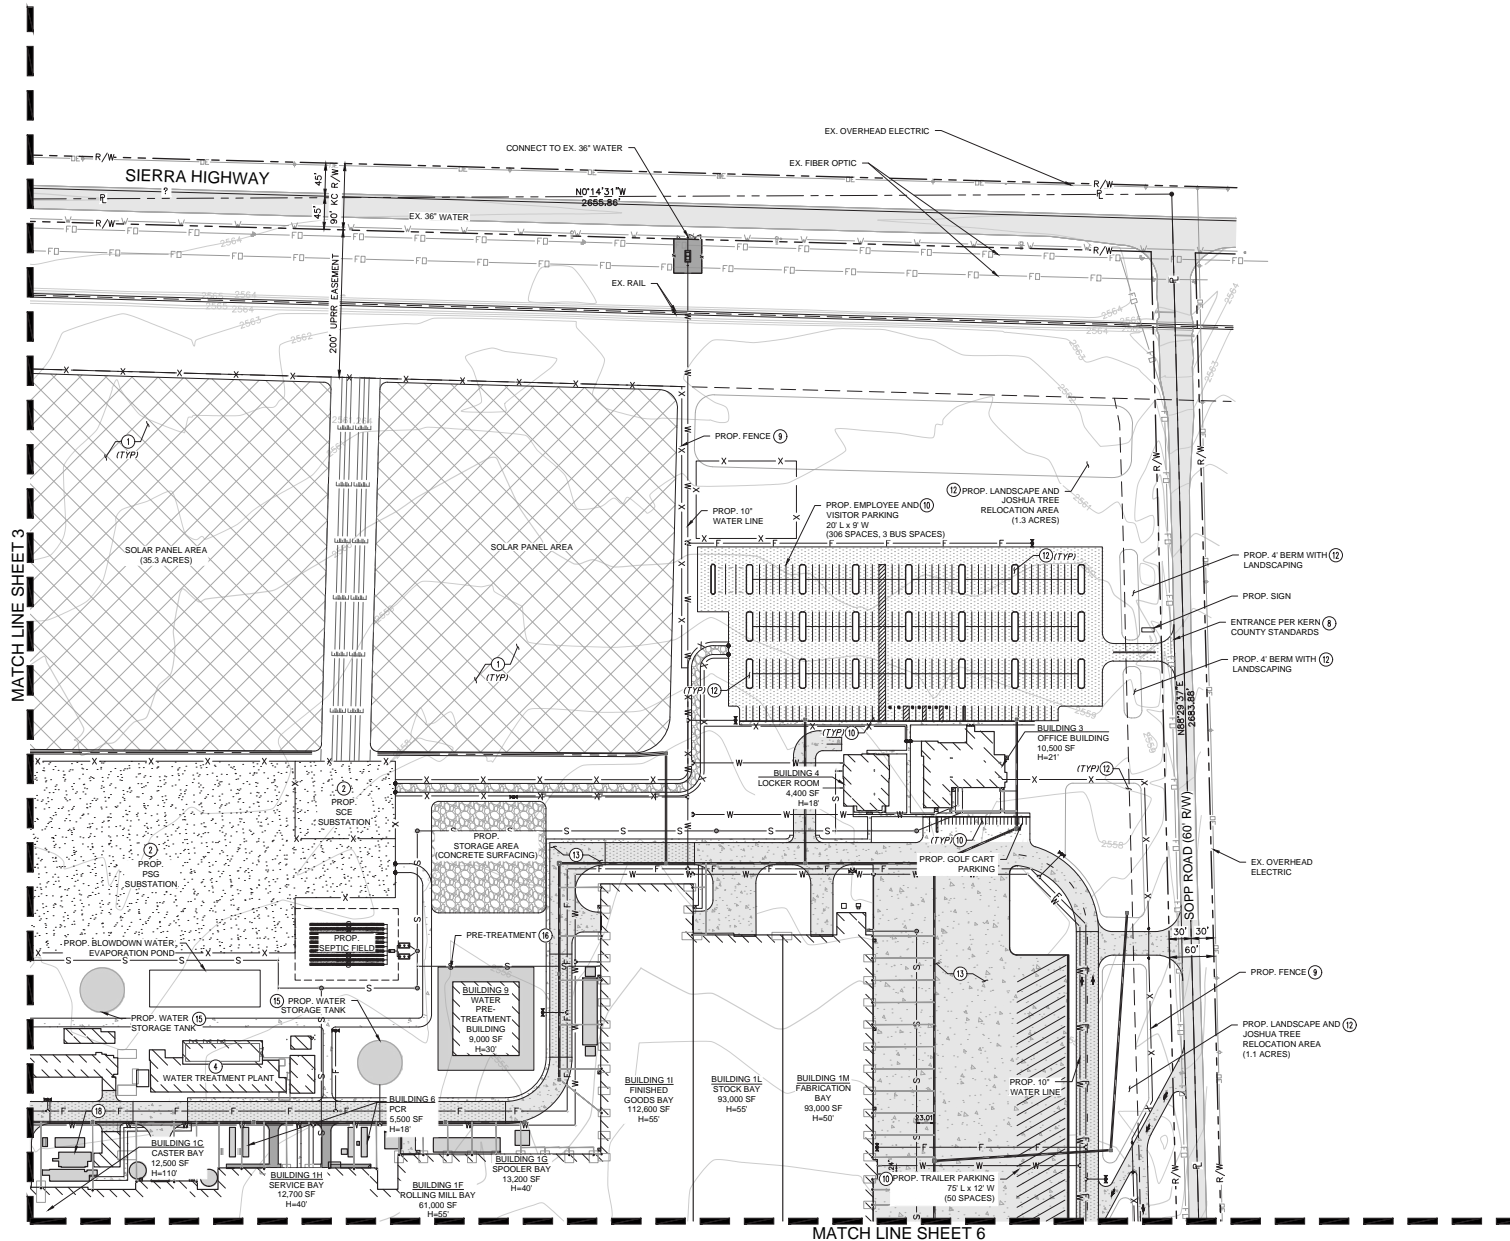 EX. OVERHEAD ELECTRIC
CONNECT TO EX. 36" WATER
EX. FIBER OPTIC
R/W
SIERRA HIGHWAY
45'
45'
90' KC R/W
N0°14'31"W
2655.86'
EX. 36" WATER
R/W
R/W
R/W
200' UPRR EASEMENT
EX. RAIL
2564
2563
2562
MATCH LINE SHEET 3
1
(TYP)
PROP. FENCE 9
PROP. 10"
WATER LINE
PROP. EMPLOYEE AND 10
VISITOR PARKING
20' L x 9' W
(306 SPACES, 3 BUS SPACES)
12 PROP. LANDSCAPE AND
JOSHUA TREE
RELOCATION AREA
(1.3 ACRES)
SOLAR PANEL AREA
(35.3 ACRES)
SOLAR PANEL AREA
12 (TYP)
PROP. 4' BERM WITH 12
LANDSCAPING
PROP. SIGN
ENTRANCE PER KERN 8
COUNTY STANDARDS
PROP. 4' BERM WITH 12
LANDSCAPING
1
(TYP)
(TYP) 12
N88°29'37"E
2683.88'
(TYP) 10
BUILDING 3
OFFICE BUILDING
10,500 SF
H=21'
BUILDING 4
LOCKER ROOM
4,400 SF
H=18'
(TYP) 12
2
PROP.
SCE
SUBSTATION
2
PROP.
PSG
SUBSTATION
PROP.
STORAGE AREA
(CONCRETE SURFACING)
13
(TYP) 10
PROP. GOLF CART
PARKING
EX. OVERHEAD
ELECTRIC
SOPP ROAD (60' R/W)
30'
30'
60'
PROP.
SEPTIC FIELD
PROP. BLOWDOWN WATER
EVAPORATION POND
PRE-TREATMENT 16
13
PROP. FENCE 9
15 PROP. WATER
STORAGE TANK
PROP. WATER 15
STORAGE TANK
BUILDING 9
WATER
PRE-
TREATMENT
BUILDING
9,000 SF
H=30'
PROP. LANDSCAPE AND 12
JOSHUA TREE
RELOCATION AREA
(1.1 ACRES)
4
WATER TREATMENT PLANT
BUILDING 1I
FINISHED
GOODS BAY
112,600 SF
H=55'
BUILDING 1L
STOCK BAY
93,000 SF
H=55'
BUILDING 1M
FABRICATION
BAY
93,000 SF
H=50'
PROP. 10"
WATER LINE
BUILDING 6
PCR
5,500 SF
H=18'
18
23.01
24'
BUILDING 1C
CASTER BAY
12,500 SF
H=110'
BUILDING 1H
SERVICE BAY
12,700 SF
H=40'
BUILDING 1G
SPOOLER BAY
13,200 SF
H=40'
BUILDING 1F
ROLLING MILL BAY
61,000 SF
H=55'
10 PROP. TRAILER PARKING
75' L x 12' W
(50 SPACES)
R/W
R/W
MATCH LINE SHEET 6